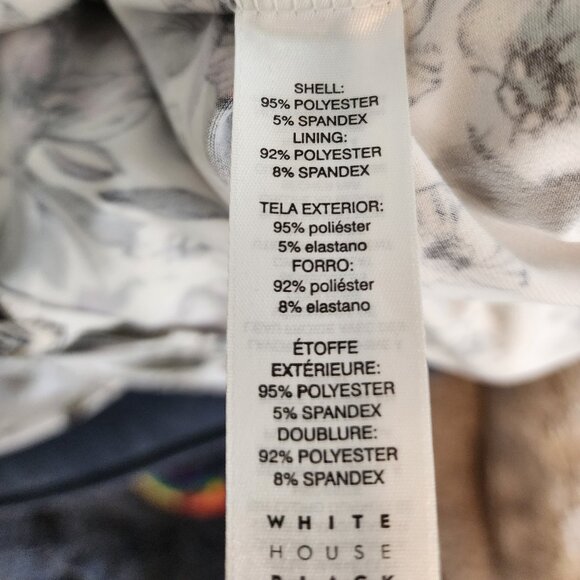 SHELL:
95% POLYESTER
5% SPANDEX
LINING:
92% POLYESTER
8% SPANDEX
TELA EXTERIOR:
95% poliéster
5% elastano
FORRO:
92% poliéster
8% elastano
ÉTOFFE
EXTÉRIEURE:
95% POLYESTER
5% SPANDEX
DOUBLURE:
92% POLYESTER
8% SPANDEX
WHITE
HOUSE
BLACK